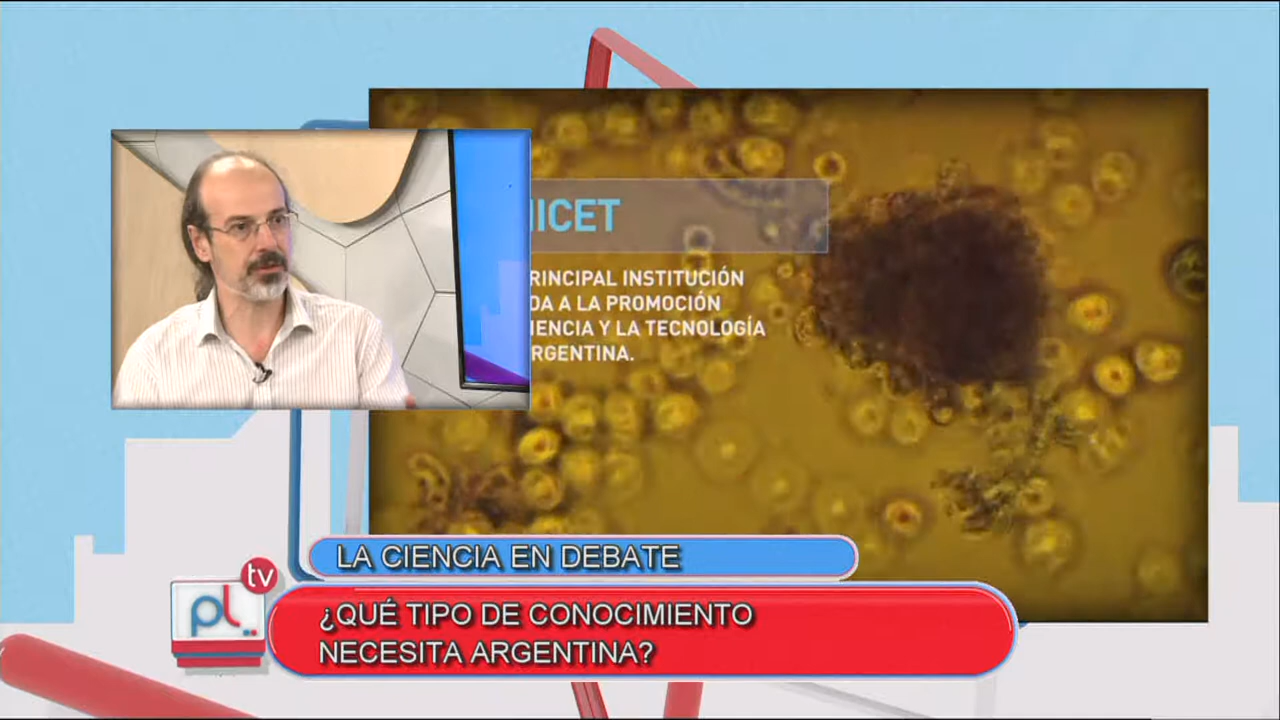 NICET
RINCIPAL INSTITUCIÓN
DA A LA PROMOCIÓN
IENCIA Y LA TECNOLOGÍA
RGENTINA.
LA CIENCIA EN DEBATE
tv
pl
¿QUÉ TIPO DE CONOCIMIENTO
NECESITA ARGENTINA?